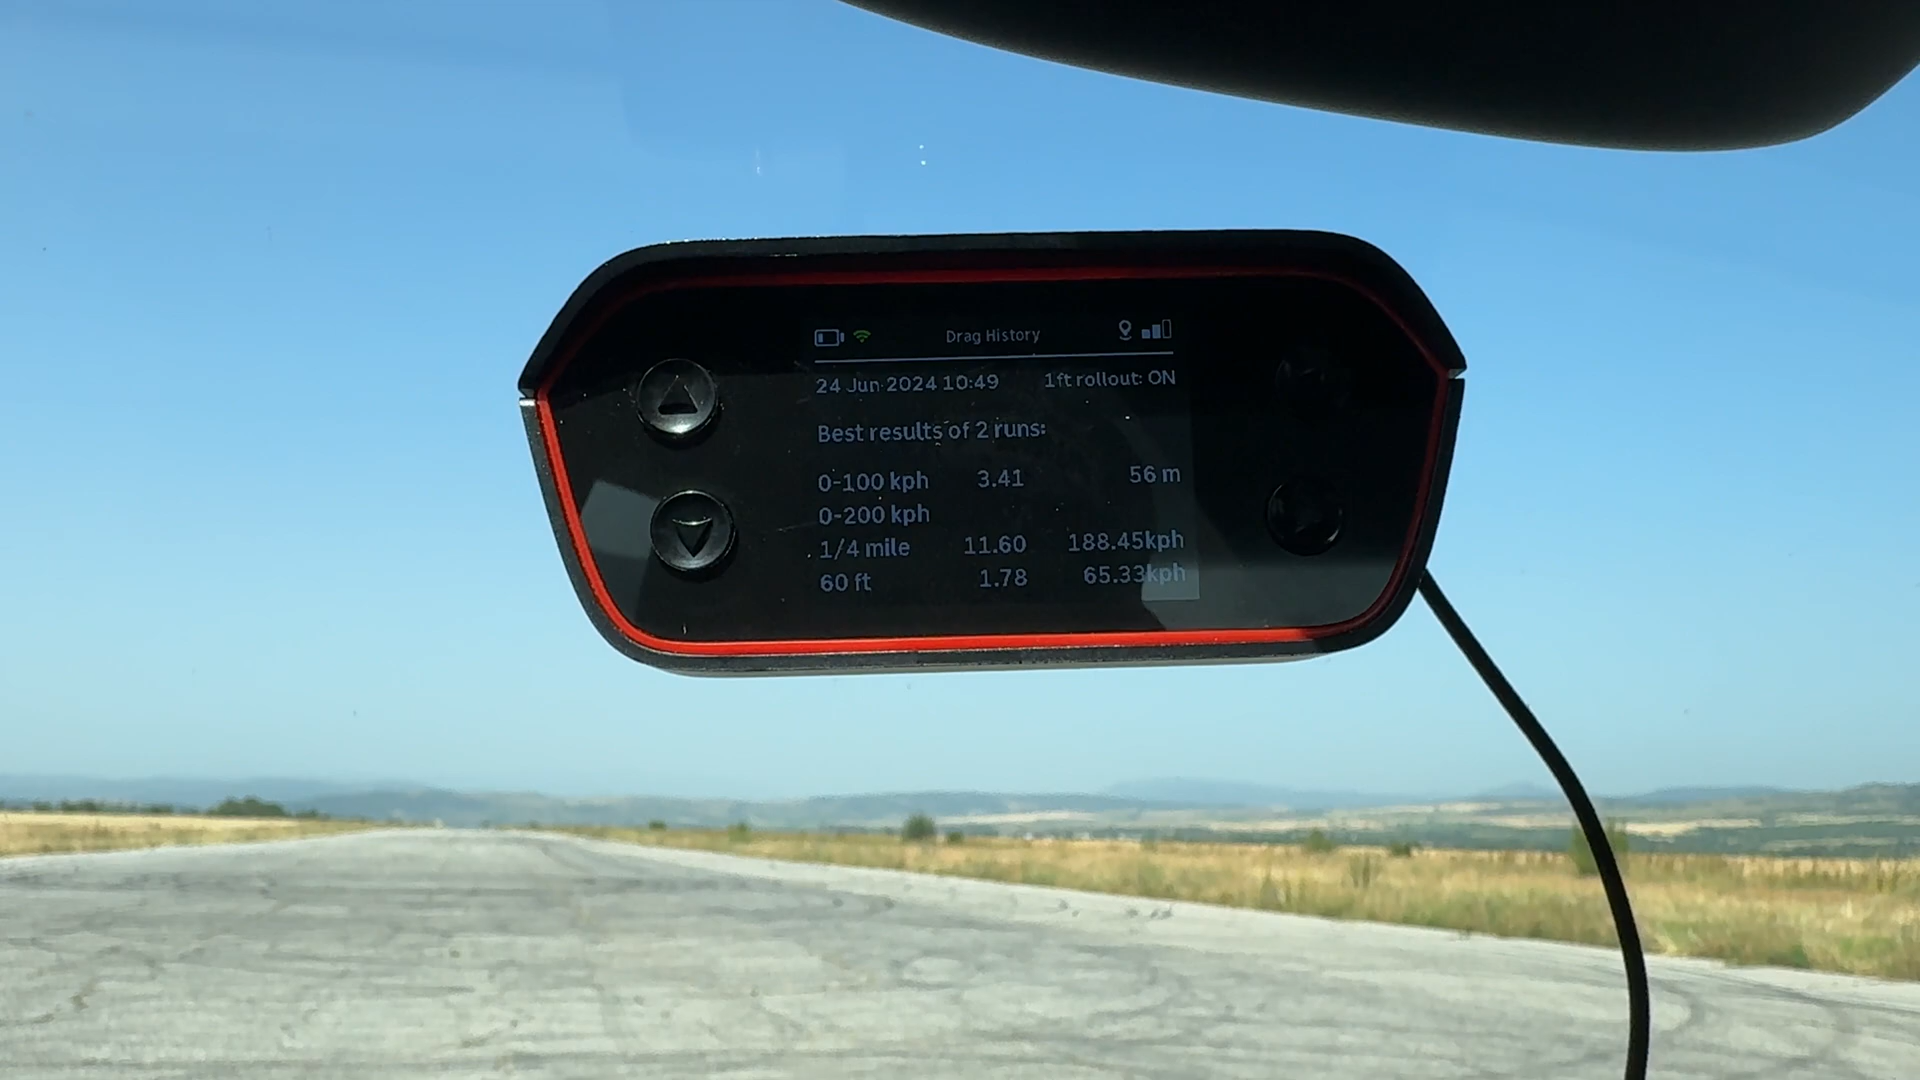 Drag History
24 Jun 2024 10:49 1ft rollout: ON
Best results of 2 runs:
0-100 kph 3.41 56 m
0-200 kph
1/4 mile 11.60 188.45kph
60 ft 1.78 65.33kph